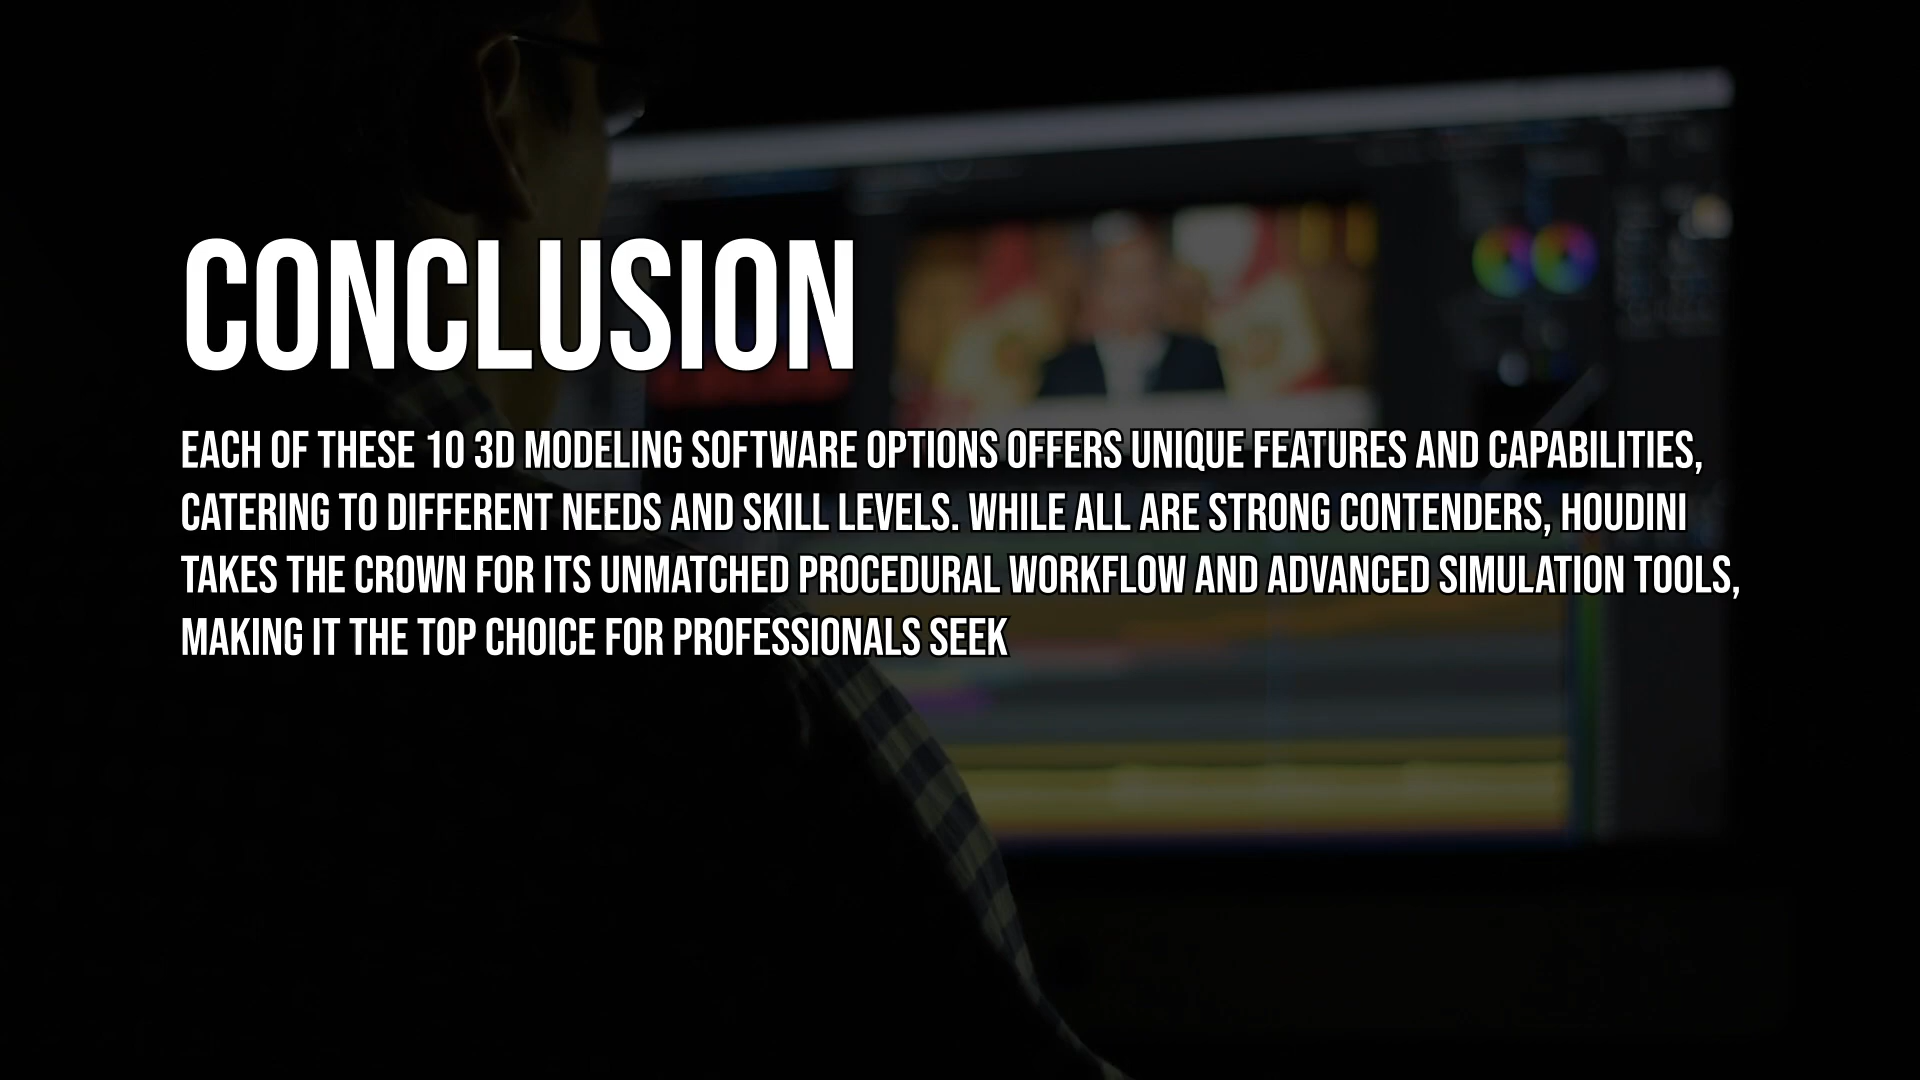 CONCLUSION
EACH OF THESE 10 3D MODELING SOFTWARE OPTIONS OFFERS UNIQUE FEATURES AND CAPABILITIES,
CATERING TO DIFFERENT NEEDS AND SKILL LEVELS. WHILE ALL ARE STRONG CONTENDERS, HOUDINI
TAKES THE CROWN FOR ITS UNMATCHED PROCEDURAL WORKFLOW AND ADVANCED SIMULATION TOOLS,
MAKING IT THE TOP CHOICE FOR PROFESSIONALS SEEK